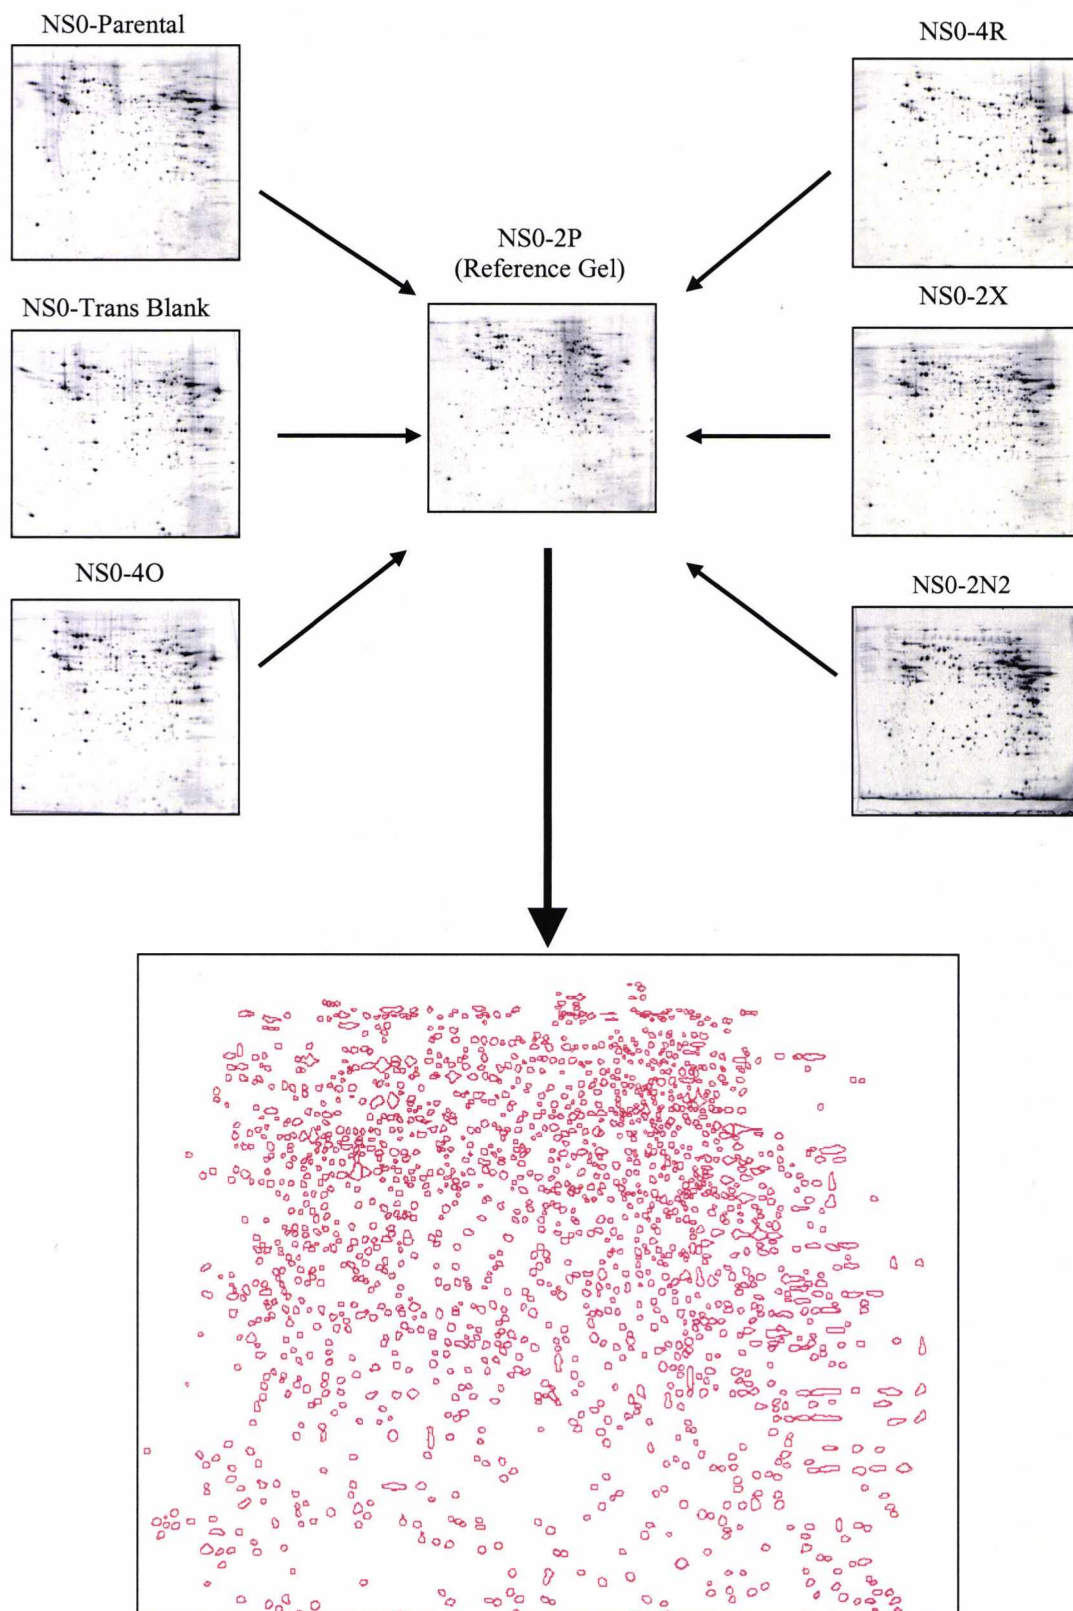 NS0-Parental
NS0-4R
NS0-2P
(Reference Gel)
NS0-Trans Blank
NS0-2X
NS0-4O
NS0-2N2